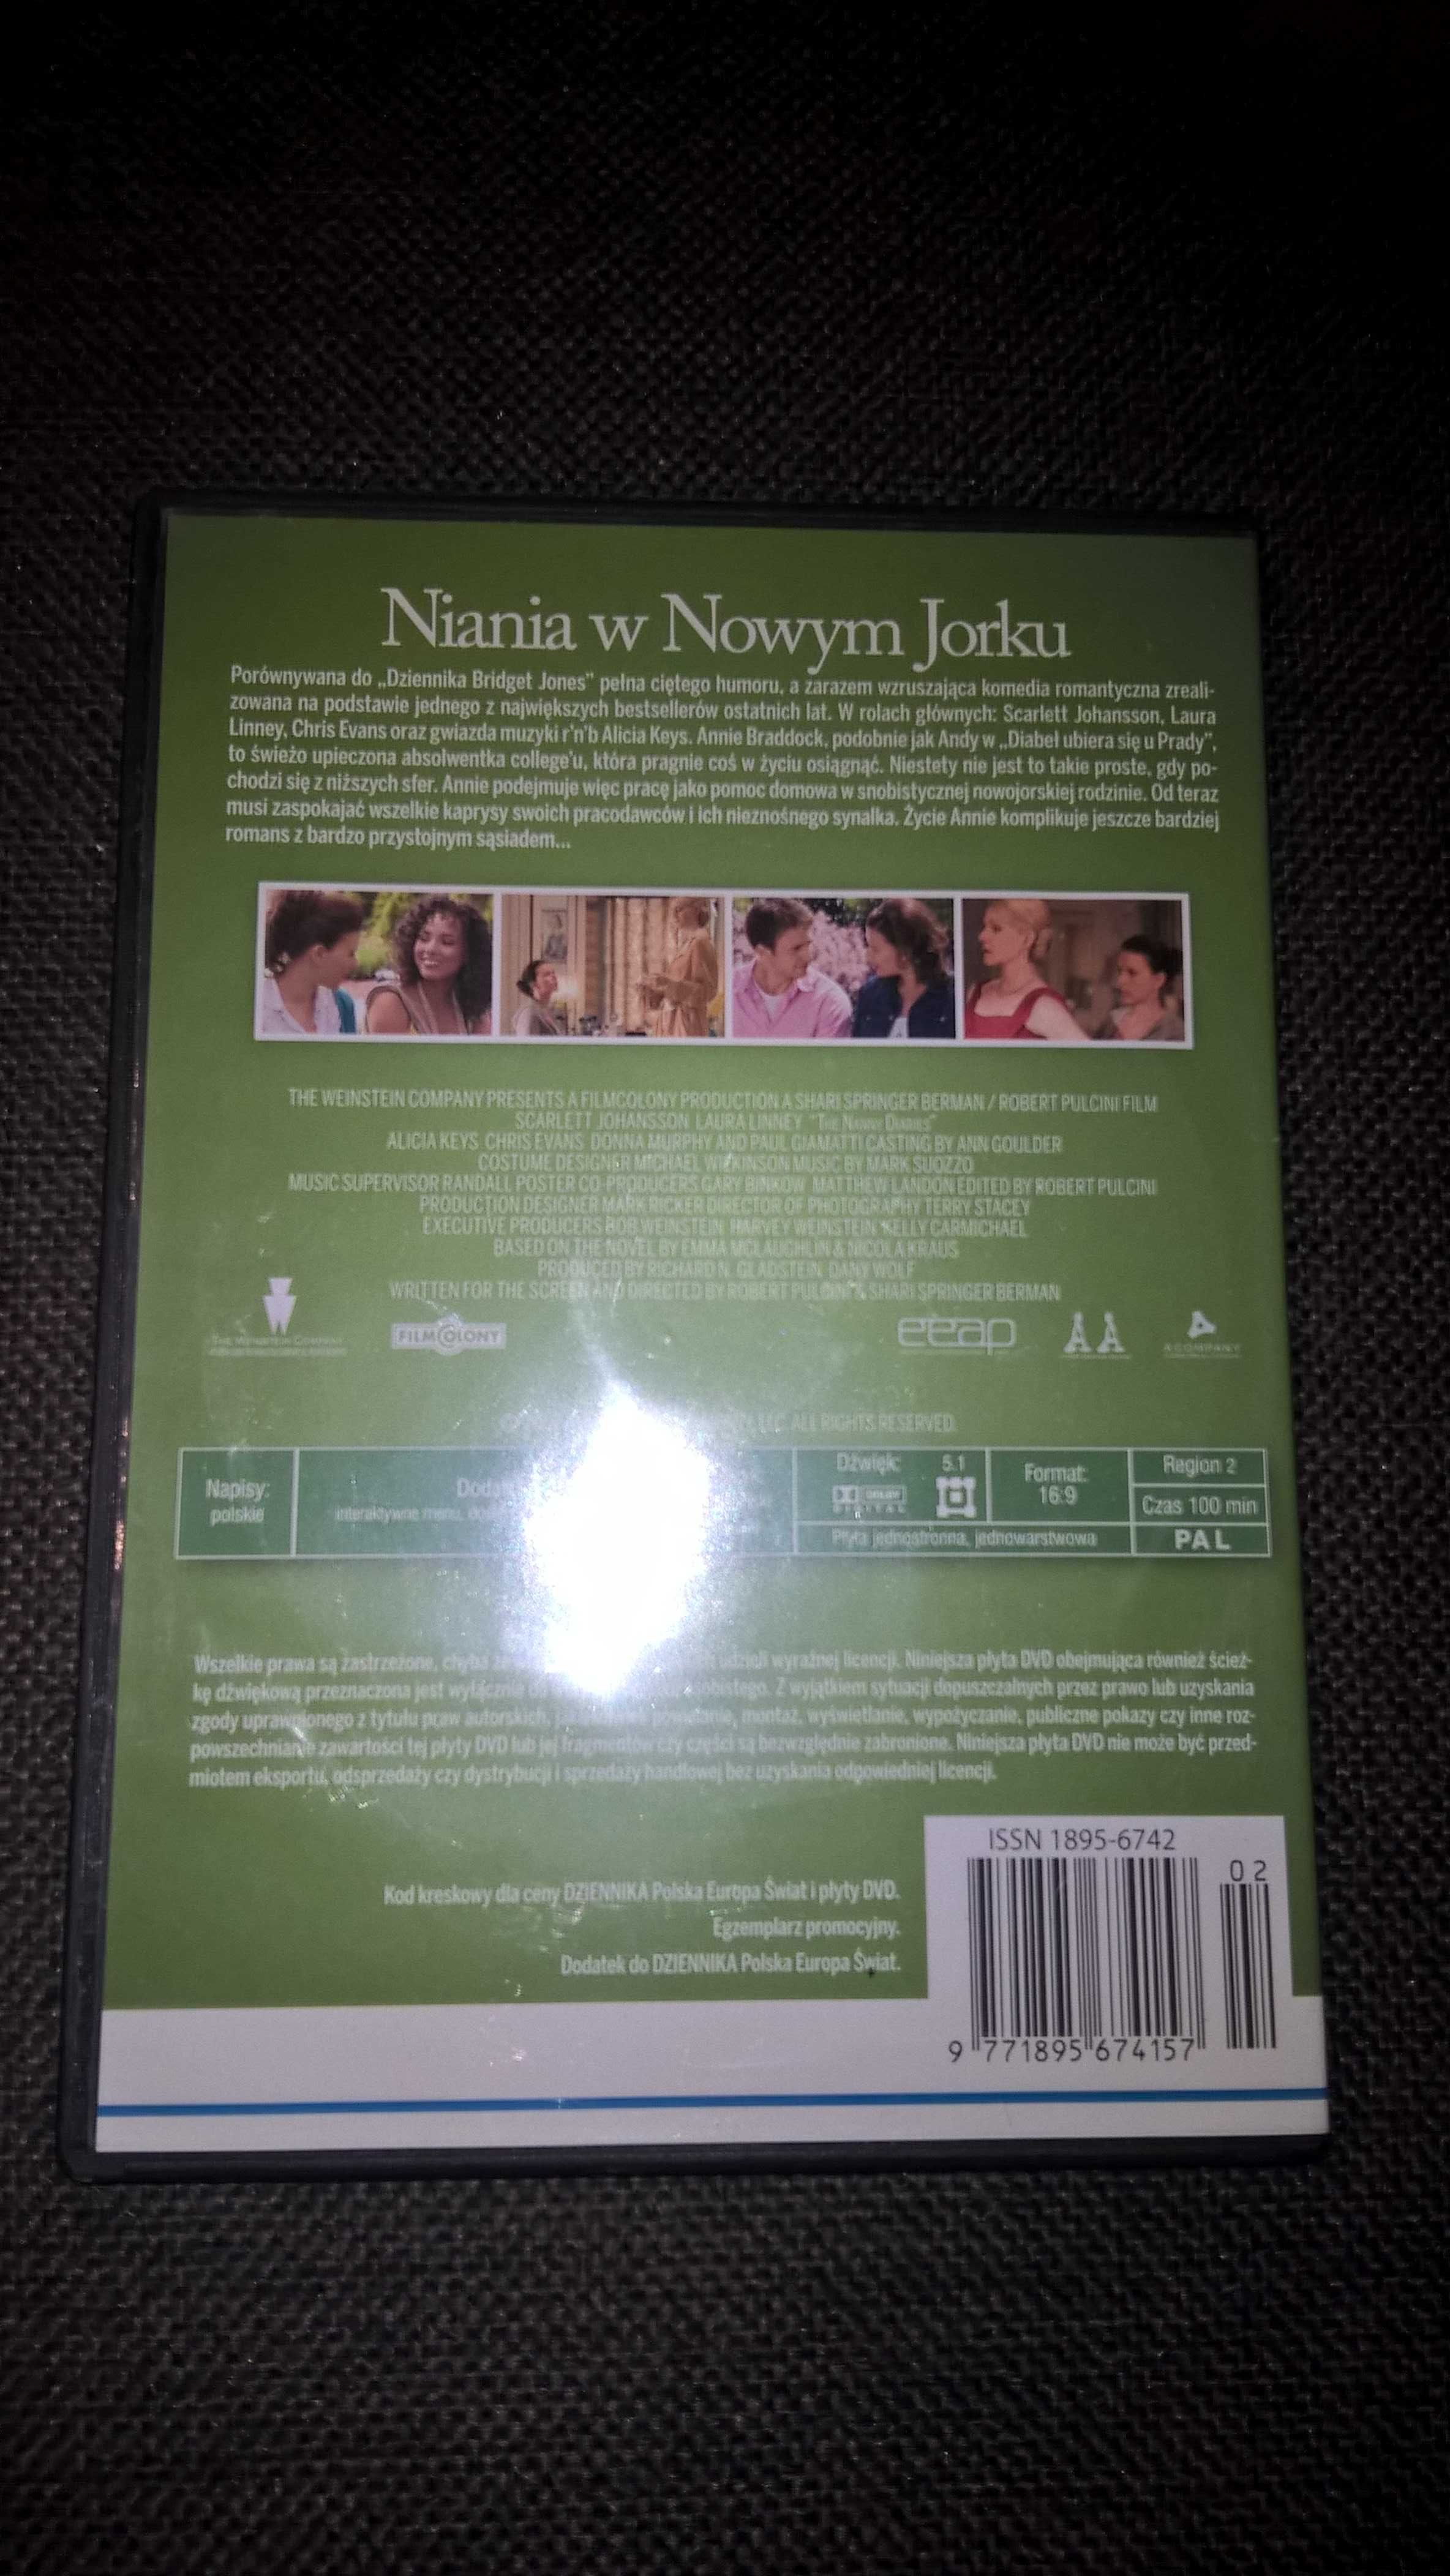 Niania w Nowym Jorku
Porównywana do „Dziennika Bridget Jones” pełna ciętego humoru, a zarazem wzruszająca komedia romantyczna zreali-
zowana na podstawie jednego z największych bestsellerów ostatnich lat. W rolach głównych: Scarlett Johansson, Laura
Linney, Chris Evans oraz gwiazda muzyki r'n'b Alicia Keys. Annie Braddock, podobnie jak Andy w „Diabeł ubiera się u Prady”,
to świeżo upieczona absolwentka college'u, która pragnie coś w życiu osiągnąć. Niestety nie jest to takie proste, gdy po-
chodzi się z niższych sfer. Annie podejmuje więc pracę jako pomoc domowa w snobistycznej nowojorskiej rodzinie. Od teraz
musi zaspokajać wszelkie kaprysy swoich pracodawców i ich nieznośnego synalka. Życie Annie komplikuje jeszcze bardziej
romans z bardzo przystojnym sąsiadem...
THE WEINSTEIN COMPANY PRESENTS A FILMCOLONY PRODUCTION A SHARI SPRINGER BERMAN / ROBERT PULCINI FILM
SCARLETT JOHANSSON LAURA LINNEY "THE NANNY DIARIES"
ALICIA KEYS CHRIS EVANS DONNA MURPHY AND PAUL GIAMATTI CASTING BY ANN GOULDER
COSTUME DESIGNER MICHAEL WILKINSON MUSIC BY MARK SUOZZO
MUSIC SUPERVISOR RANDALL POSTER CO-PRODUCERS GARY BINKOW MATTHEW LANDON EDITED BY ROBERT PULCINI
PRODUCTION DESIGNER MARK RICKER DIRECTOR OF PHOTOGRAPHY TERRY STACEY
EXECUTIVE PRODUCERS BOB WEINSTEIN HARVEY WEINSTEIN KELLY CARMICHAEL
BASED ON THE NOVEL BY EMMA MCLAUGHLIN & NICOLA KRAUS
PRODUCED BY RICHARD N. GLADSTEIN DANY WOLF
WRITTEN FOR THE SCREEN AND DIRECTED BY ROBERT PULCINI & SHARI SPRINGER BERMAN
THE WEINSTEIN COMPANY FILMCOLONY eeap AA A COMPANY
LLC. ALL RIGHTS RESERVED.
Napisy:
polskie
interaktywne menu,
Dźwięk: 5.1
DOLBY
DIGITAL
Format:
16:9
Region 2
Czas 100 min
Płyta jednostronna, jednowarstwowa
PAL
Wszelkie prawa są zastrzeżone, chyba udzieli wyraźnej licencji. Niniejsza płyta DVD obejmująca również ścież-
kę dźwiękową przeznaczona jest wyłącznie Z wyjątkiem sytuacji dopuszczalnych przez prawo lub uzyskania
zgody uprawnionego z tytułu praw autorskich, montaż, wyświetlanie, wypożyczanie, publiczne pokazy czy inne roz-
powszechnianie zawartości tej płyty DVD lub jej fragmentów czy części są bezwzględnie zabronione. Niniejsza płyta DVD nie może być przed-
miotem eksportu, odsprzedaży czy dystrybucji i sprzedaży handlowej bez uzyskania odpowiedniej licencji.
ISSN 1895-6742
02
Kod kreskowy dla ceny DZIENNIKA Polska Europa Świat i płyty DVD.
Egzemplarz promocyjny.
Dodatek do DZIENNIKA Polska Europa Świat.
9 771895 674157